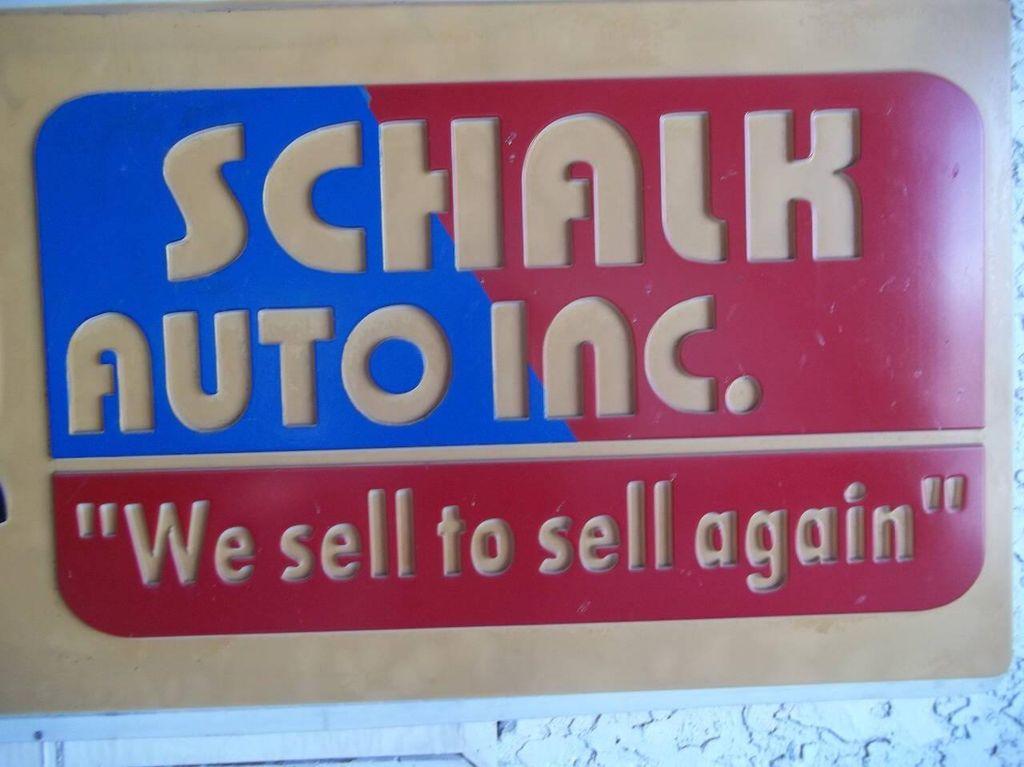 SCHALK
AUTO INC.
"We sell to sell again"